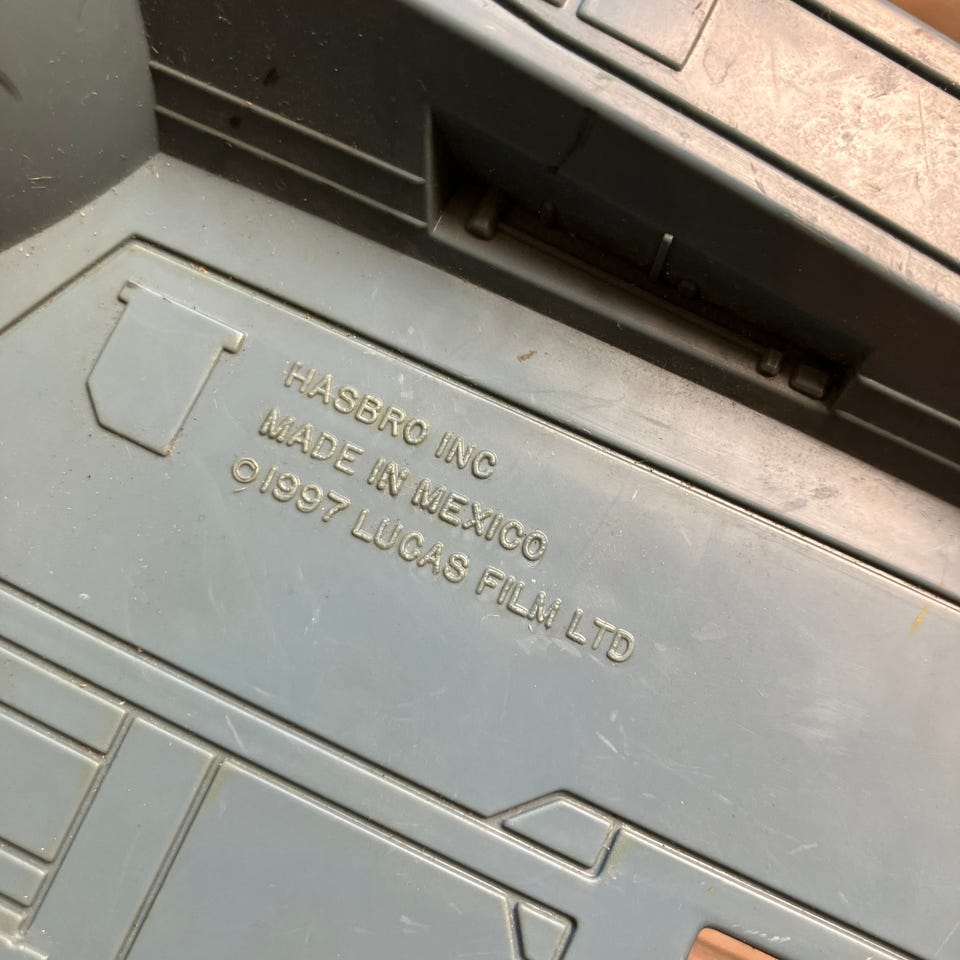 HASBRO INC
MADE IN MEXICO
©1997 LUCAS FILM LTD